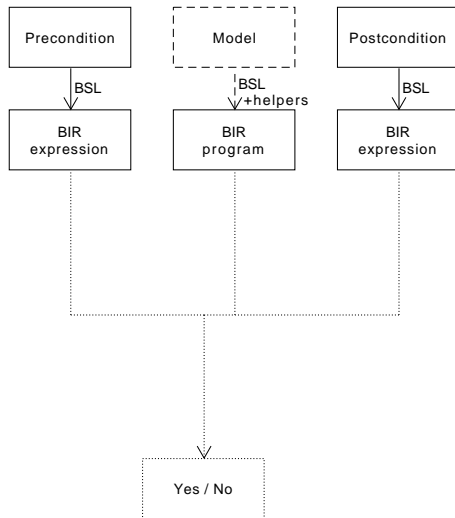 Precondition
Model
Postcondition
BSL
BSL
+helpers
BSL
BIR
expression
BIR
program
BIR
expression
Yes / No